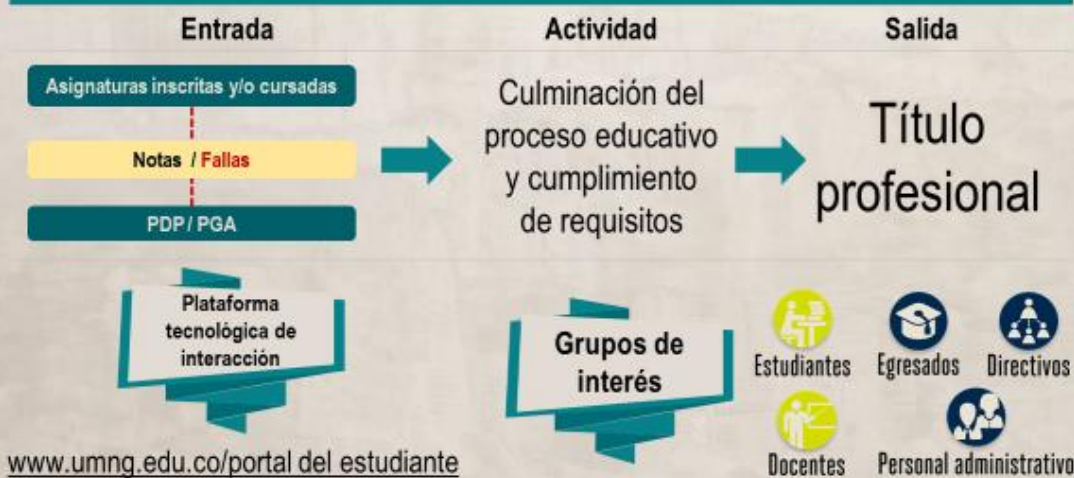 Entrada
Actividad
Salida
Asignaturas inscritas y/o cursadas
Notas / Fallas
PDP / PGA
Culminación del
proceso educativo
y cumplimiento
de requisitos
Título
profesional
Plataforma
tecnológica de
interacción
Grupos de
interés
Estudiantes
Egresados
Directivos
Docentes
Personal administrativo
www.umng.edu.co/portal del estudiante